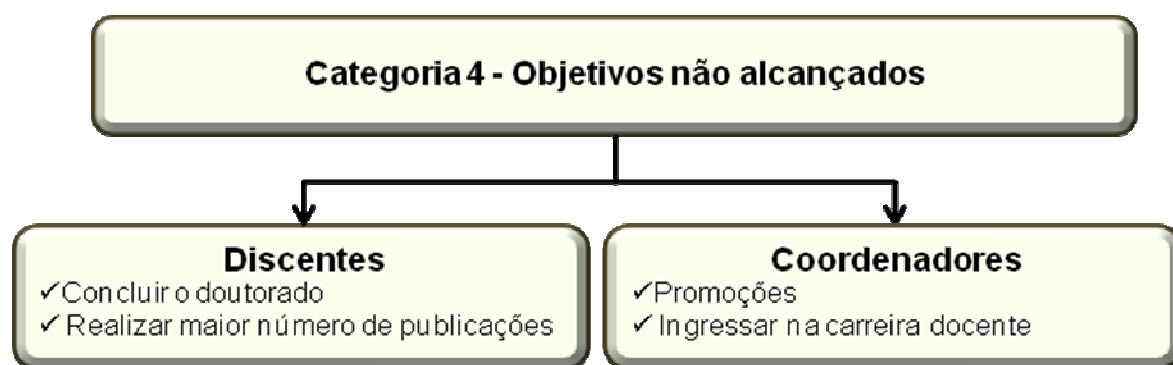 Categoria 4 - Objetivos não alcançados
Discentes
✓Concluir o doutorado
✓ Realizar maior número de publicações
Coordenadores
✓Promoções
✓ Ingressar na carreira docente